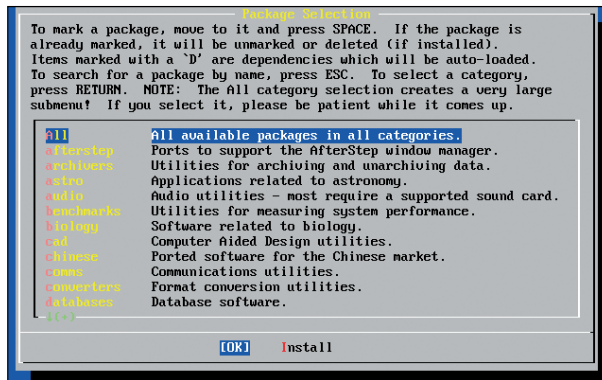 Package Selection
To mark a package, move to it and press SPACE.  If the package is
already marked, it will be unmarked or deleted (if installed).
Items marked with a `D' are dependencies which will be auto-loaded.
To search for a package by name, press ESC.  To select a category,
press RETURN.  NOTE:  The All category selection creates a very large
submenu!  If you select it, please be patient while it comes up.
All All available packages in all categories.
afterstep Ports to support the AfterStep window manager.
archivers Utilities for archiving and unarchiving data.
astro Applications related to astronomy.
audio Audio utilities - most require a supported sound card.
benchmarks Utilities for measuring system performance.
biology Software related to biology.
cad Computer Aided Design utilities.
chinese Ported software for the Chinese market.
comms Communications utilities.
converters Format conversion utilities.
databases Database software.
↓(+)
[OK] Install